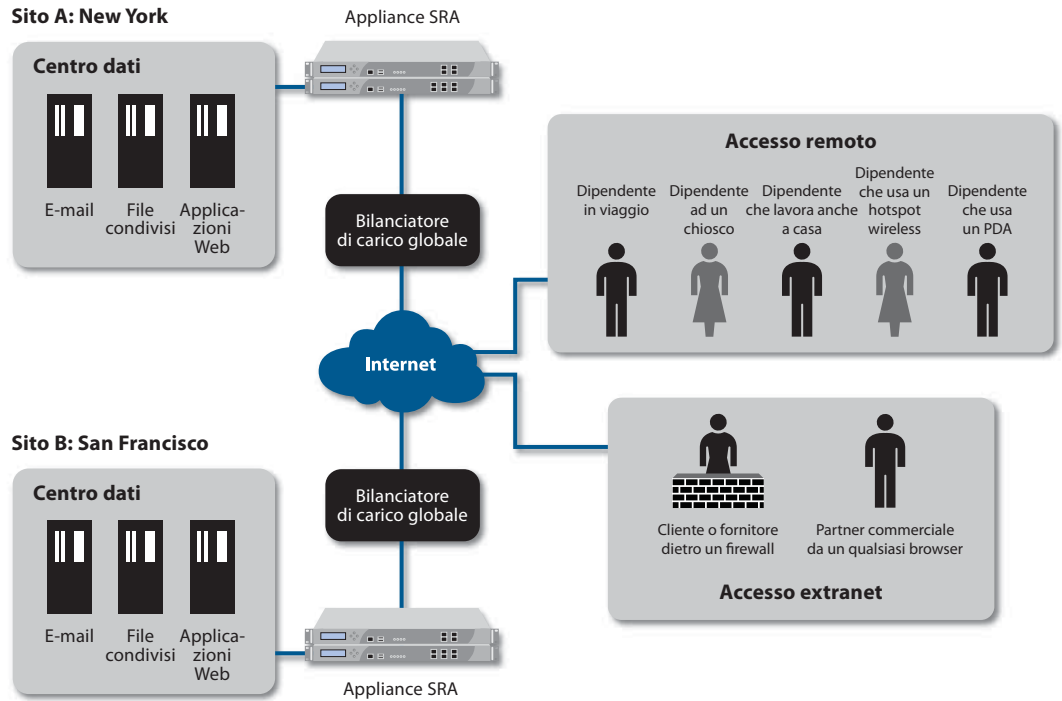 Sito A: New York
Appliance SRA
Centro dati
E-mail
File
condivisi
Applica-
zioni
Web
Bilanciatore
di carico globale
Accesso remoto
Dipendente
in viaggio
Dipendente
ad un
chiosco
Dipendente
che lavora anche
a casa
Dipendente
che usa un
hotspot
wireless
Dipendente
che usa
un PDA
Internet
Sito B: San Francisco
Centro dati
E-mail
File
condivisi
Applica-
zioni
Web
Bilanciatore
di carico globale
Appliance SRA
Cliente o fornitore
dietro un firewall
Partner commerciale
da un qualsiasi browser
Accesso extranet